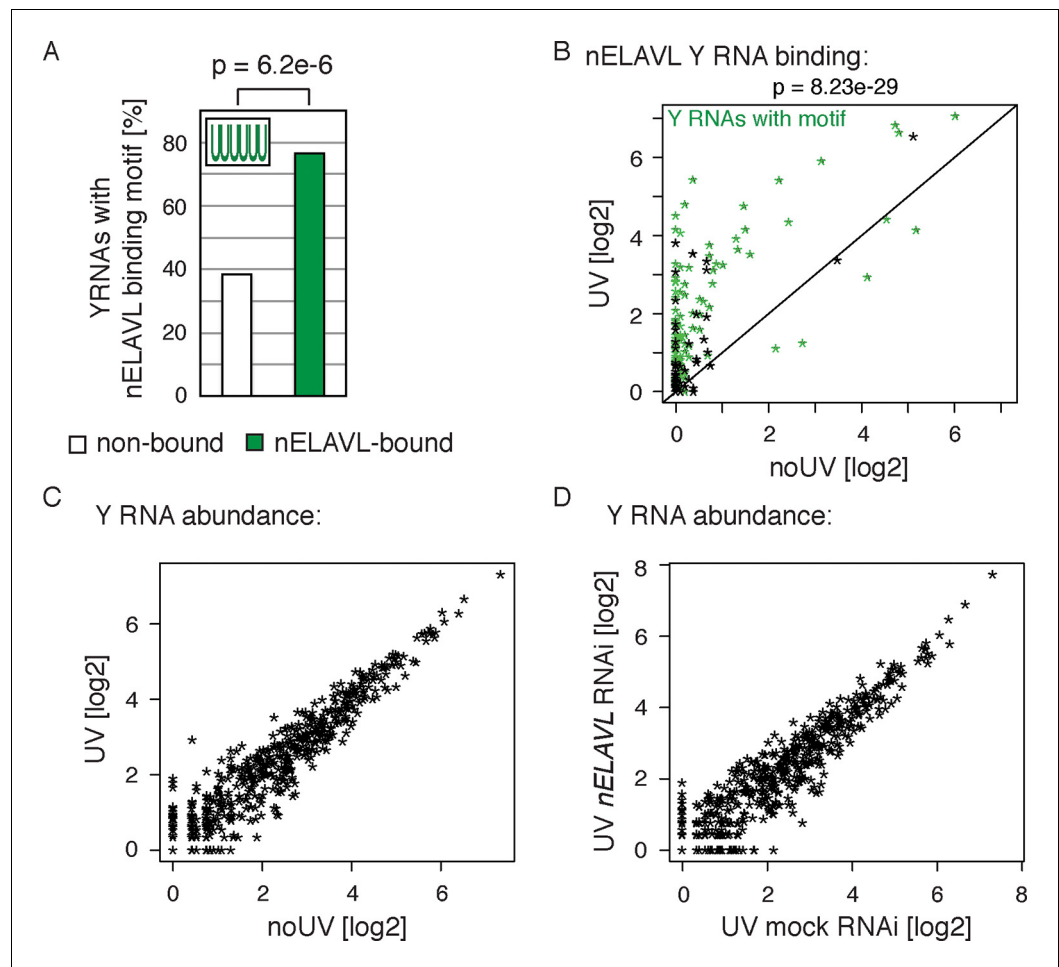 A
p = 6.2e-6
YRNAs with
nELAVL binding motif [%]
80
60
40
20
0
non-bound
nELAVL-bound
B
nELAVL Y RNA binding:
p = 8.23e-29
Y RNAs with motif
UV [log2]
6
4
2
0
0 2 4 6
noUV [log2]
C
Y RNA abundance:
UV [log2]
6
4
2
0
0 2 4 6
noUV [log2]
D
Y RNA abundance:
UV nELAVL RNAi [log2]
8
6
4
2
0
0 2 4 6 8
UV mock RNAi [log2]